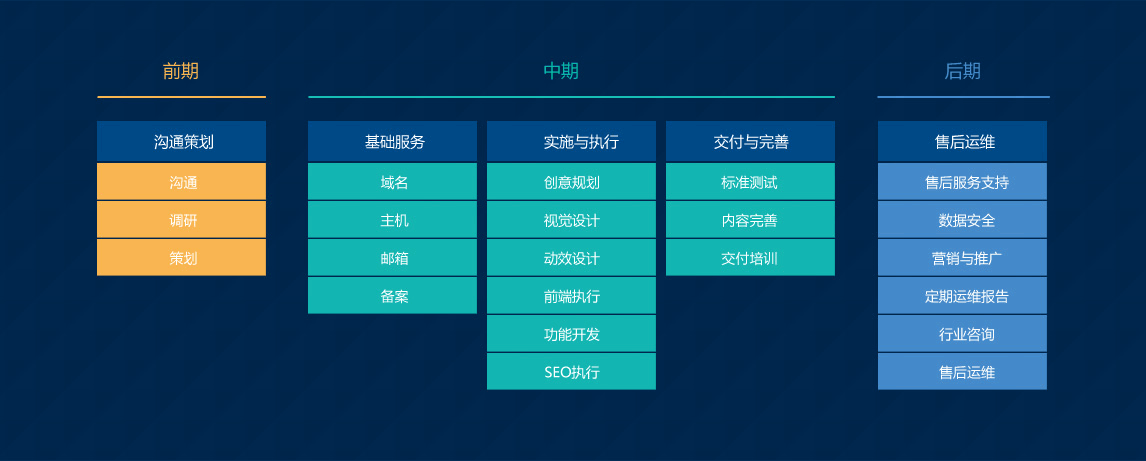 前期
沟通策划
沟通
调研
策划
中期
基础服务
域名
主机
邮箱
备案
实施与执行
创意规划
视觉设计
动效设计
前端执行
功能开发
SEO执行
交付与完善
标准测试
内容完善
交付培训
后期
售后运维
售后服务支持
数据安全
营销与推广
定期运维报告
行业咨询
售后运维